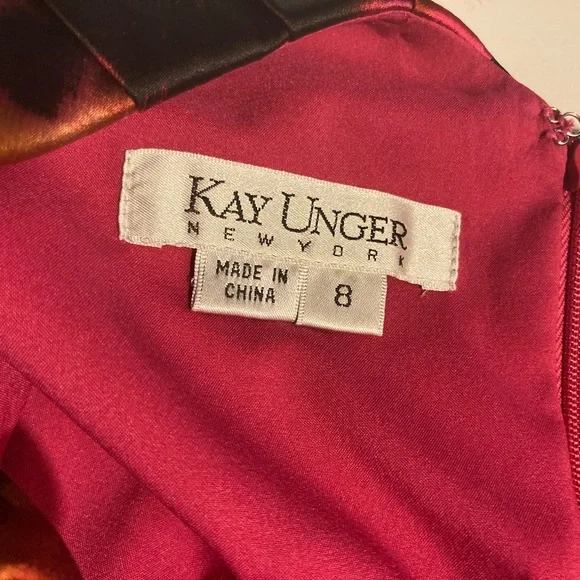 KAY UNGER
NEW YORK
MADE IN
CHINA
8